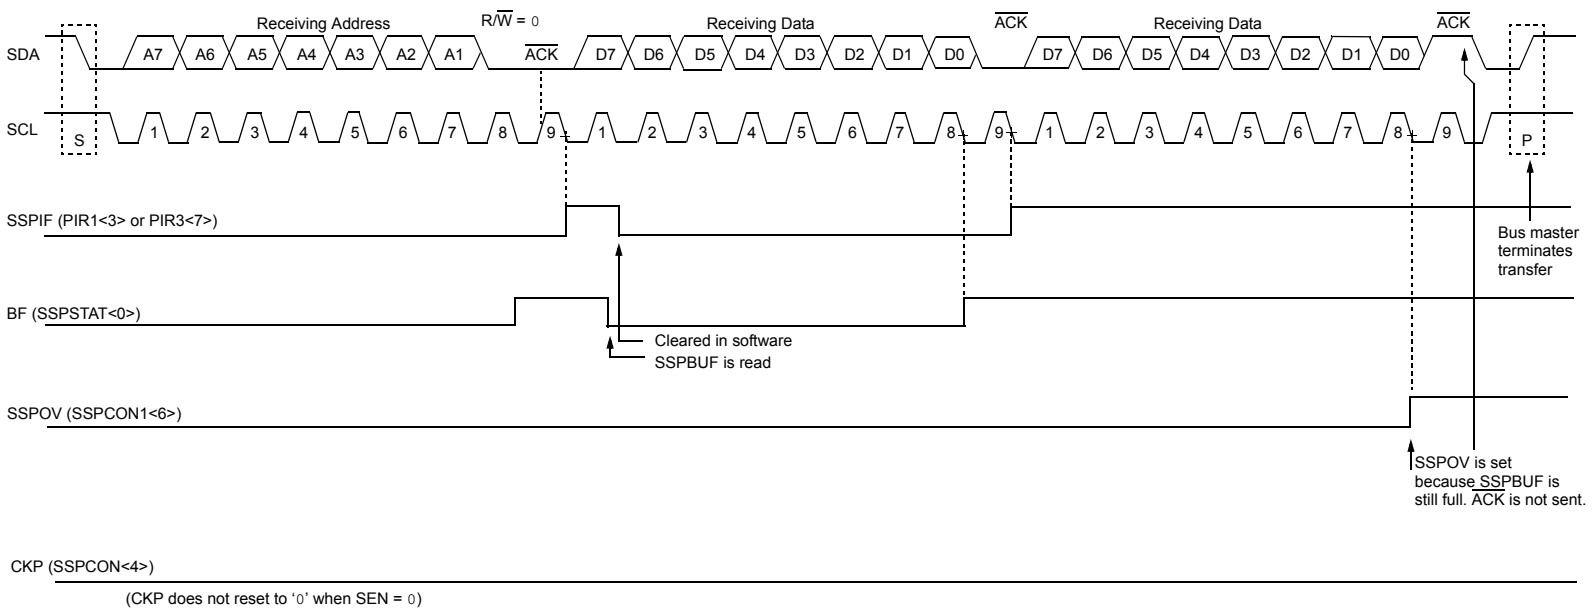 Receiving Address
R/W = 0
Receiving Data
ACK
Receiving Data
ACK
SDA
A7 A6 A5 A4 A3 A2 A1
ACK
D7 D6 D5 D4 D3 D2 D1 D0
D7 D6 D5 D4 D3 D2 D1 D0
SCL
S
1 2 3 4 5 6 7 8 9
1 2 3 4 5 6 7 8 9
1 2 3 4 5 6 7 8 9
P
SSPIF (PIR1<3> or PIR3<7>)
Bus master
terminates
transfer
BF (SSPSTAT<0>)
Cleared in software
SSPBUF is read
SSPOV (SSPCON1<6>)
SSPOV is set
because SSPBUF is
still full. ACK is not sent.
CKP (SSPCON<4>)
(CKP does not reset to ‘0’ when SEN = 0)